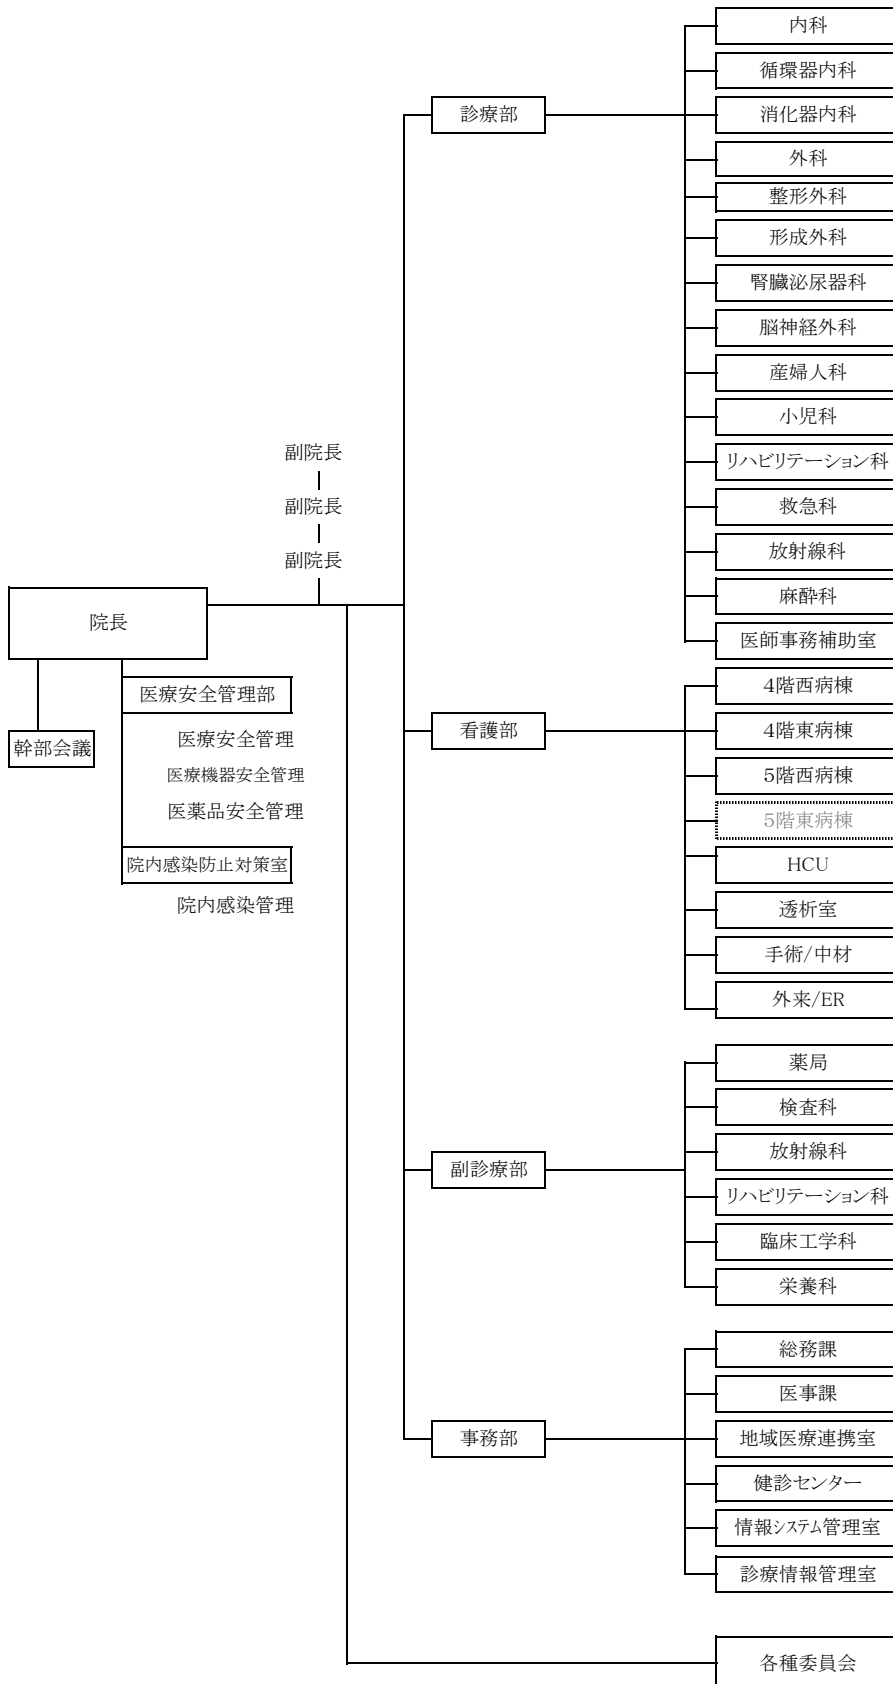 内科
循環器内科
診療部
消化器内科
外科
整形外科
形成外科
腎臓泌尿器科
脳神経外科
産婦人科
小児科
リハビリテーション科
救急科
放射線科
麻酔科
医師事務補助室
副院長
副院長
副院長
院長
幹部会議
医療安全管理部
医療安全管理
医療機器安全管理
医薬品安全管理
院内感染防止対策室
院内感染管理
看護部
4階西病棟
4階東病棟
5階西病棟
5階東病棟
HCU
透析室
手術/中材
外来/ER
副診療部
薬局
検査科
放射線科
リハビリテーション科
臨床工学科
栄養科
事務部
総務課
医事課
地域医療連携室
健診センター
情報システム管理室
診療情報管理室
各種委員会